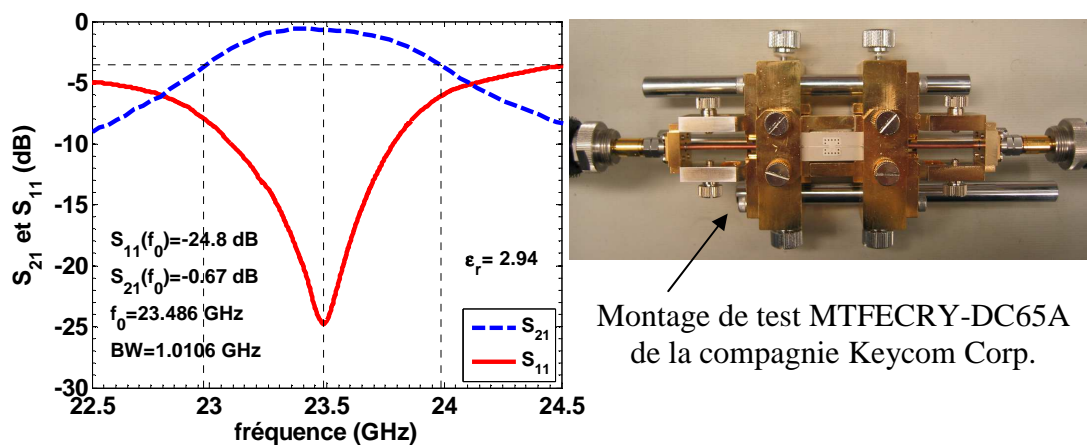 S₂₁ et S₁₁ (dB)
0
-5
-10
-15
-20
-25
-30
S₁₁(f₀)=-24.8 dB
S₂₁(f₀)=-0.67 dB
f₀=23.486 GHz
BW=1.0106 GHz
εᵣ= 2.94
S₂₁
S₁₁
22.5
23
23.5
24
24.5
fréquence (GHz)
Montage de test MTFECRY-DC65A
de la compagnie Keycom Corp.